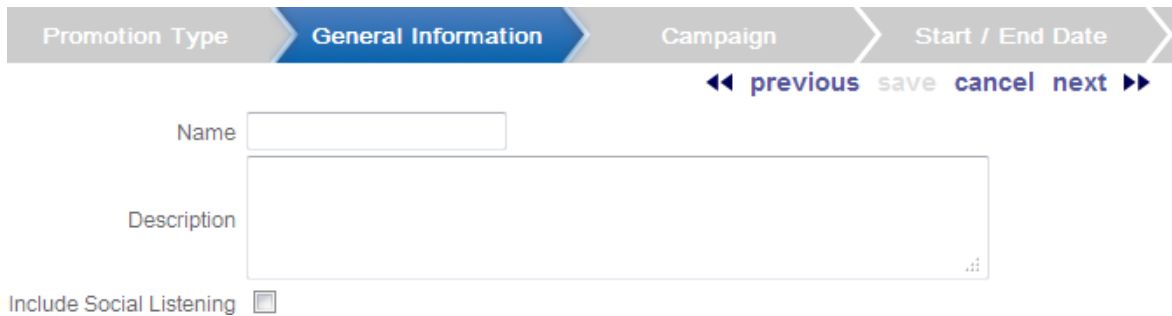 Promotion Type General Information Campaign Start / End Date
previous save cancel next
Name
Description
Include Social Listening